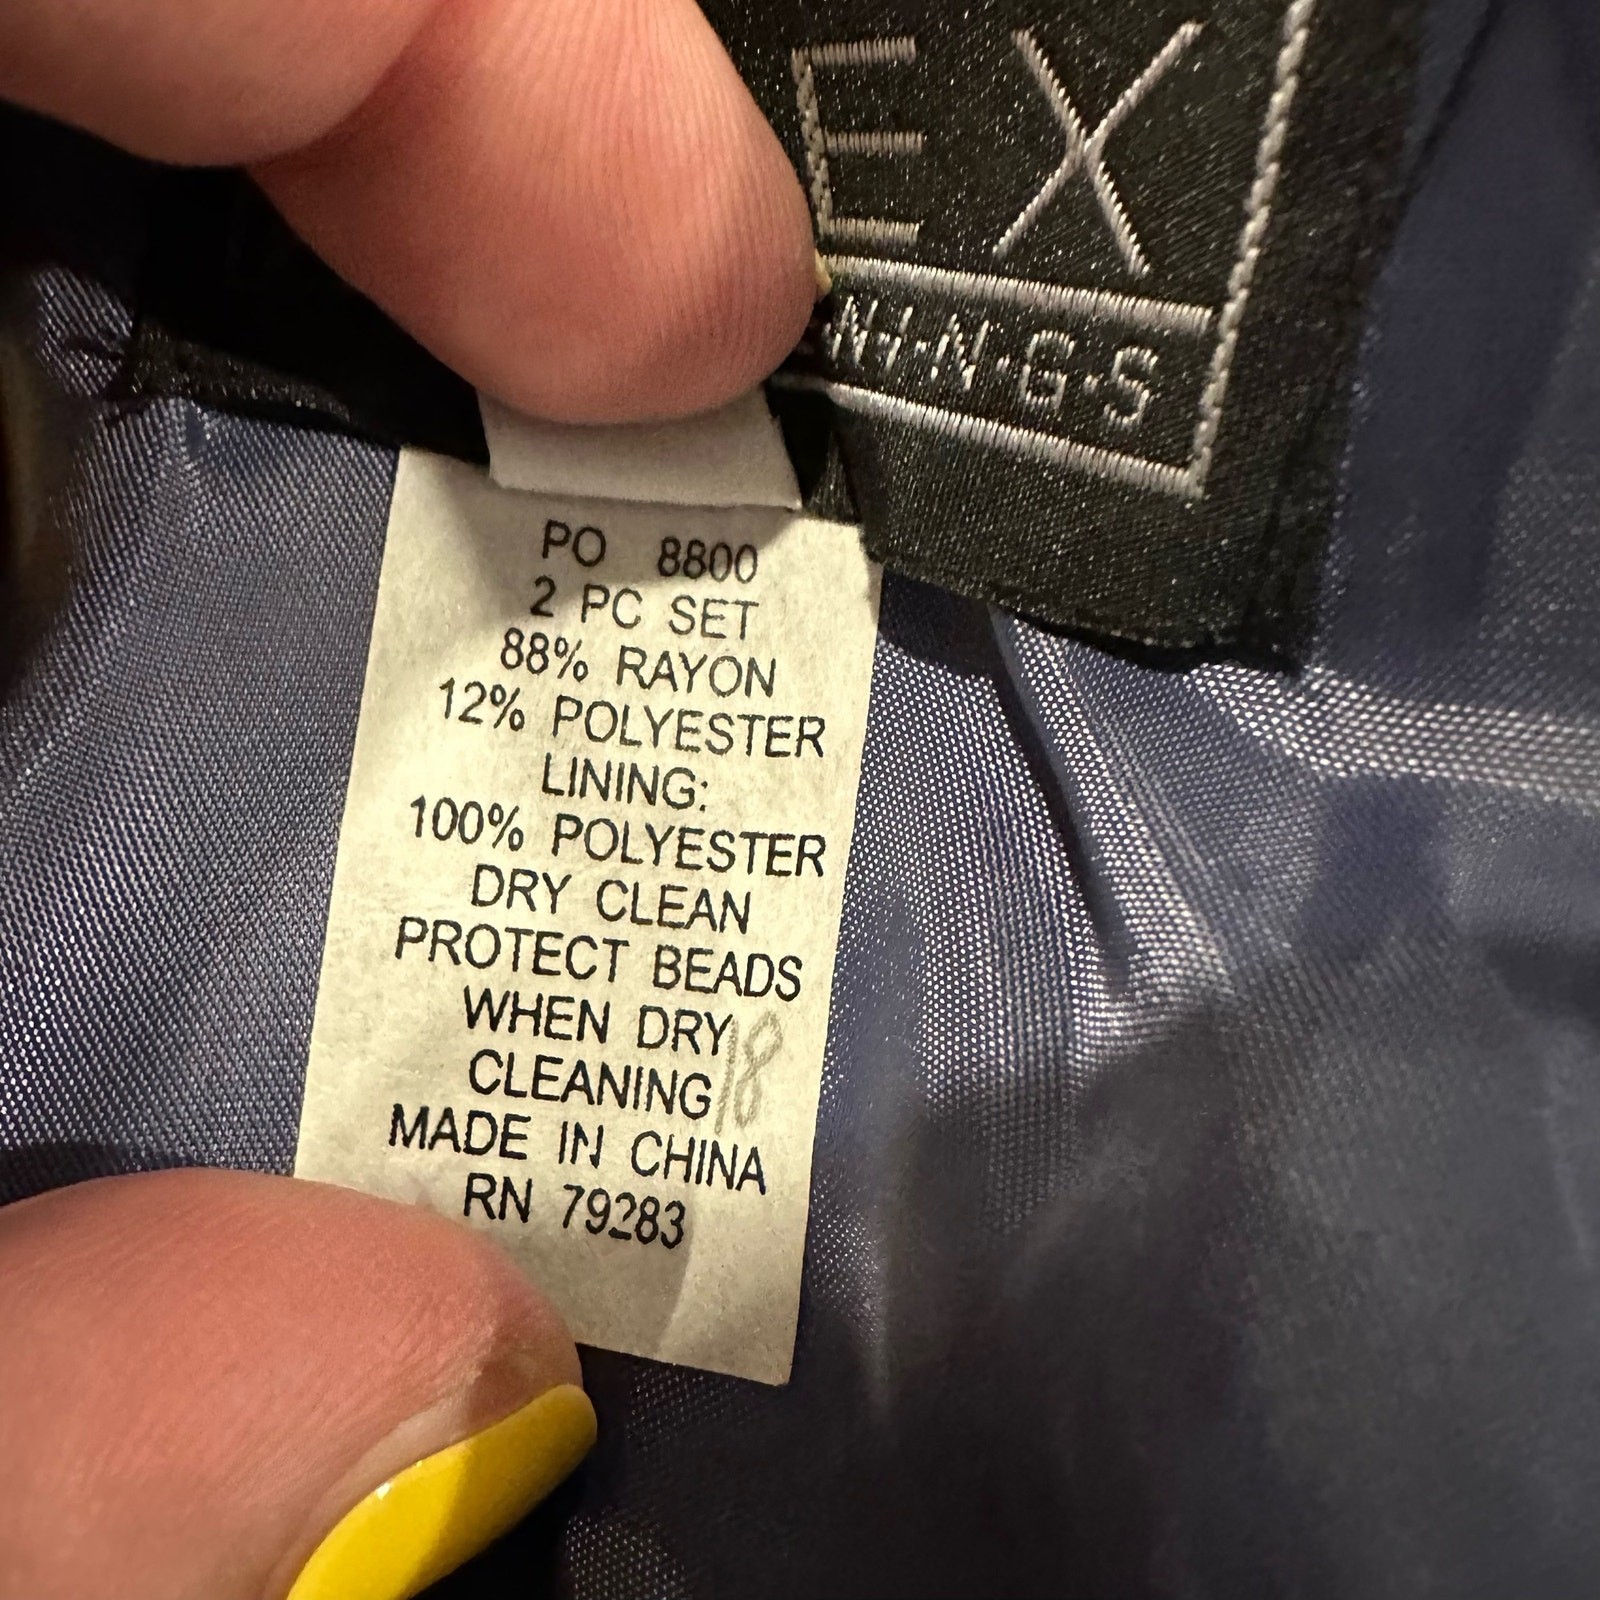 EX
N·I·N·G·S
PO 8800
2 PC SET
88% RAYON
12% POLYESTER
LINING:
100% POLYESTER
DRY CLEAN
PROTECT BEADS
WHEN DRY
CLEANING
18
MADE IN CHINA
RN 79283